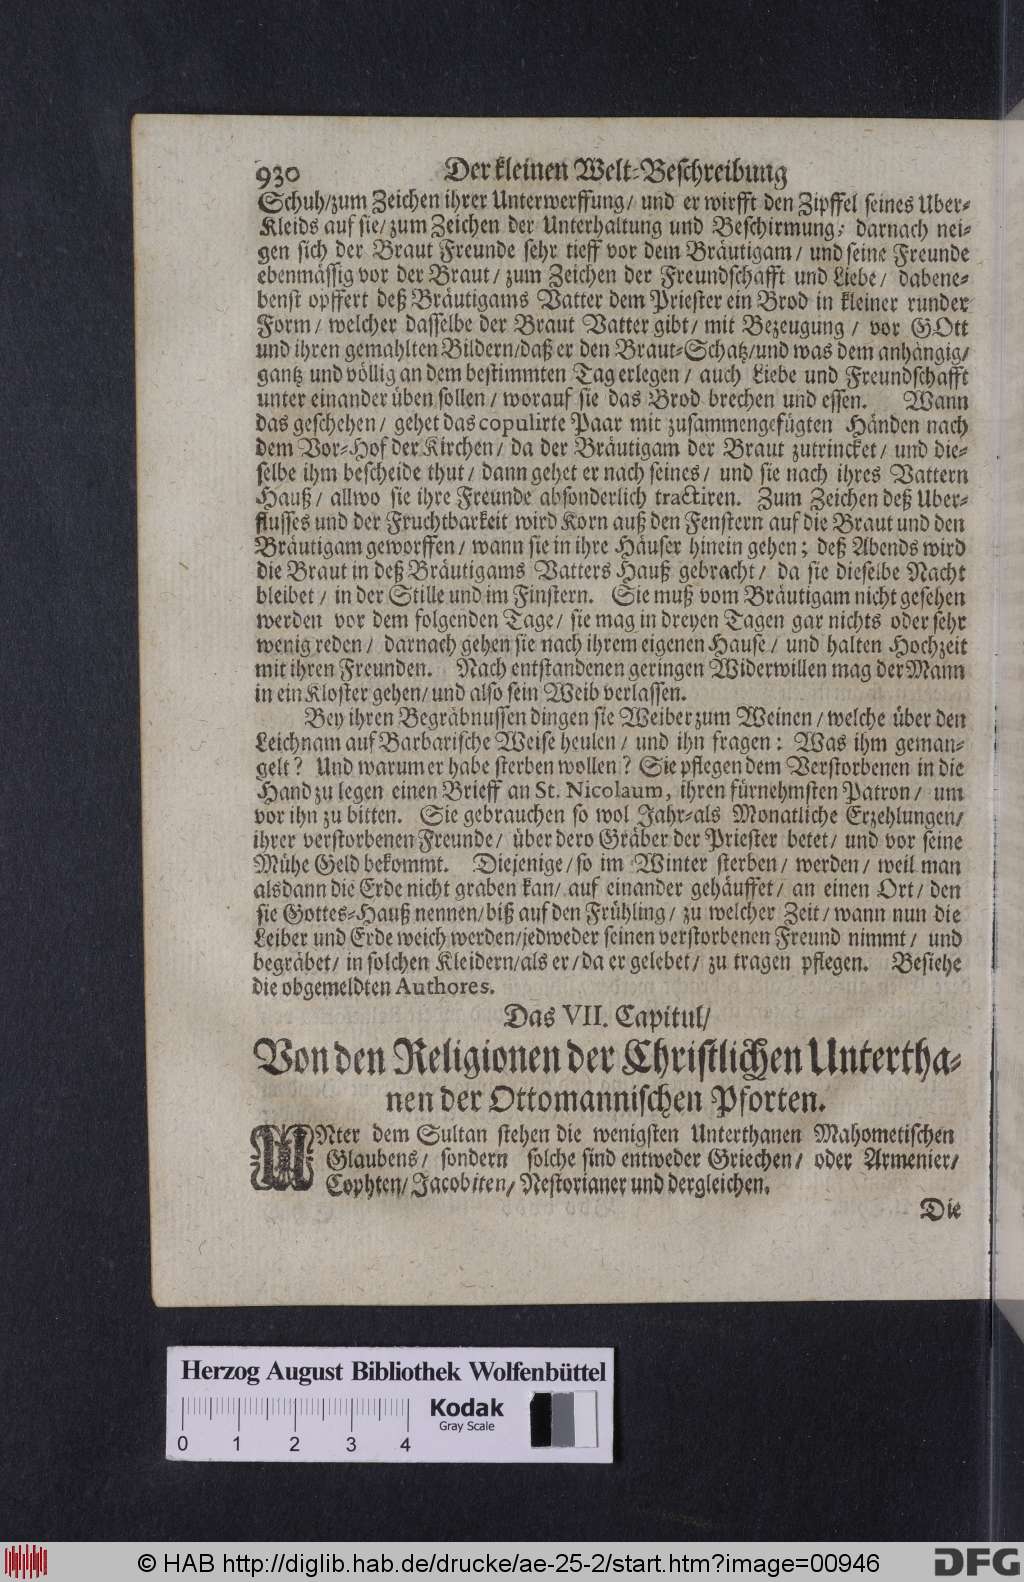 930 Der kleinen Welt-Beschreibung
Schuh/zum Zeichen ihrer Unterwerffung/ und er wirfft den Zipffel seines Uber-
Kleids auf sie/ zum Zeichen der Unterhaltung und Beschirmung; darnach nei-
gen sich der Braut Freunde sehr tieff vor dem Bräutigam/ und seine Freunde
ebenmässig vor der Braut/ zum Zeichen der Freundschafft und Liebe/ dabene-
benst opffert deß Bräutigams Vatter dem Priester ein Brod in kleiner runder
Form/ welcher dasselbe der Braut Vatter gibt/ mit Bezeugung/ vor GOtt
und ihren gemahlten Bildern/daß er den Braut-Schatz/und was dem anhängig/
gantz und völlig an dem bestimmten Tag erlegen/ auch Liebe und Freundschafft
unter einander üben sollen/ worauf sie das Brod brechen und essen. Wann
das geschehen/ gehet das copulirte Paar mit zusammengefügten Händen nach
dem Vor-Hof der Kirchen/ da der Bräutigam der Braut zutrincket/ und die-
selbe ihm bescheide thut/ dann gehet er nach seines/ und sie nach ihres Vattern
Hauß/ allwo sie ihre Freunde absonderlich tractiren. Zum Zeichen deß Uber-
flusses und der Fruchtbarkeit wird Korn auß den Fenstern auf die Braut und den
Bräutigam geworffen/ wann sie in ihre Häuser hinein gehen; deß Abends wird
die Braut in deß Bräutigams Vatters Hauß gebracht/ da sie dieselbe Nacht
bleibet/ in der Stille und im Finstern. Sie muß vom Bräutigam nicht gesehen
werden vor dem folgenden Tage/ sie mag in dreyen Tagen gar nichts oder sehr
wenig reden/ darnach gehen sie nach ihrem eigenen Hause/ und halten Hochzeit
mit ihren Freunden. Nach entstandenen geringen Widerwillen mag der Mann
in ein Kloster gehen/ und also sein Weib verlassen.
Bey ihren Begräbnussen dingen sie Weiber zum Weinen/ welche über den
Leichnam auf Barbarische Weise heulen/ und ihn fragen: Was ihm geman-
gelt? Und warum er habe sterben wollen? Sie pflegen dem Verstorbenen in die
Hand zu legen einen Brieff an St. Nicolaum, ihren fürnehmsten Patron/ um
vor ihn zu bitten. Sie gebrauchen so wol Jahr-als Monatliche Erzehlungen/
ihrer verstorbenen Freunde/ über dero Gräber der Priester betet/ und vor seine
Mühe Geld bekommt. Diejenige/ so im Winter sterben/ werden/ weil man
alsdann die Erde nicht graben kan/ auf einander gehäuffet/ an einen Ort/ den
sie Gottes-Hauß nennen/biß auf den Frühling/ zu welcher Zeit/ wann nun die
Leiber und Erde weich werden/jedweder seinen verstorbenen Freund nimmt/ und
begräbet/ in solchen Kleidern/als er/ da er gelebet/ zu tragen pflegen. Besiehe
die obgemeldten Authores.
Das VII. Capitul/
Von den Religionen der Christlichen Untertha-
nen der Ottomannischen Pforten.
UNter dem Sultan stehen die wenigsten Unterthanen Mahometischen
Glaubens/ sondern solche sind entweder Griechen/ oder Armenier/
Cophten/ Jacobiten/ Nestorianer und dergleichen.
Die
Herzog August Bibliothek Wolfenbüttel
Kodak
Gray Scale
0 1 2 3 4
© HAB http://diglib.hab.de/drucke/ae-25-2/start.htm?image=00946
DFG